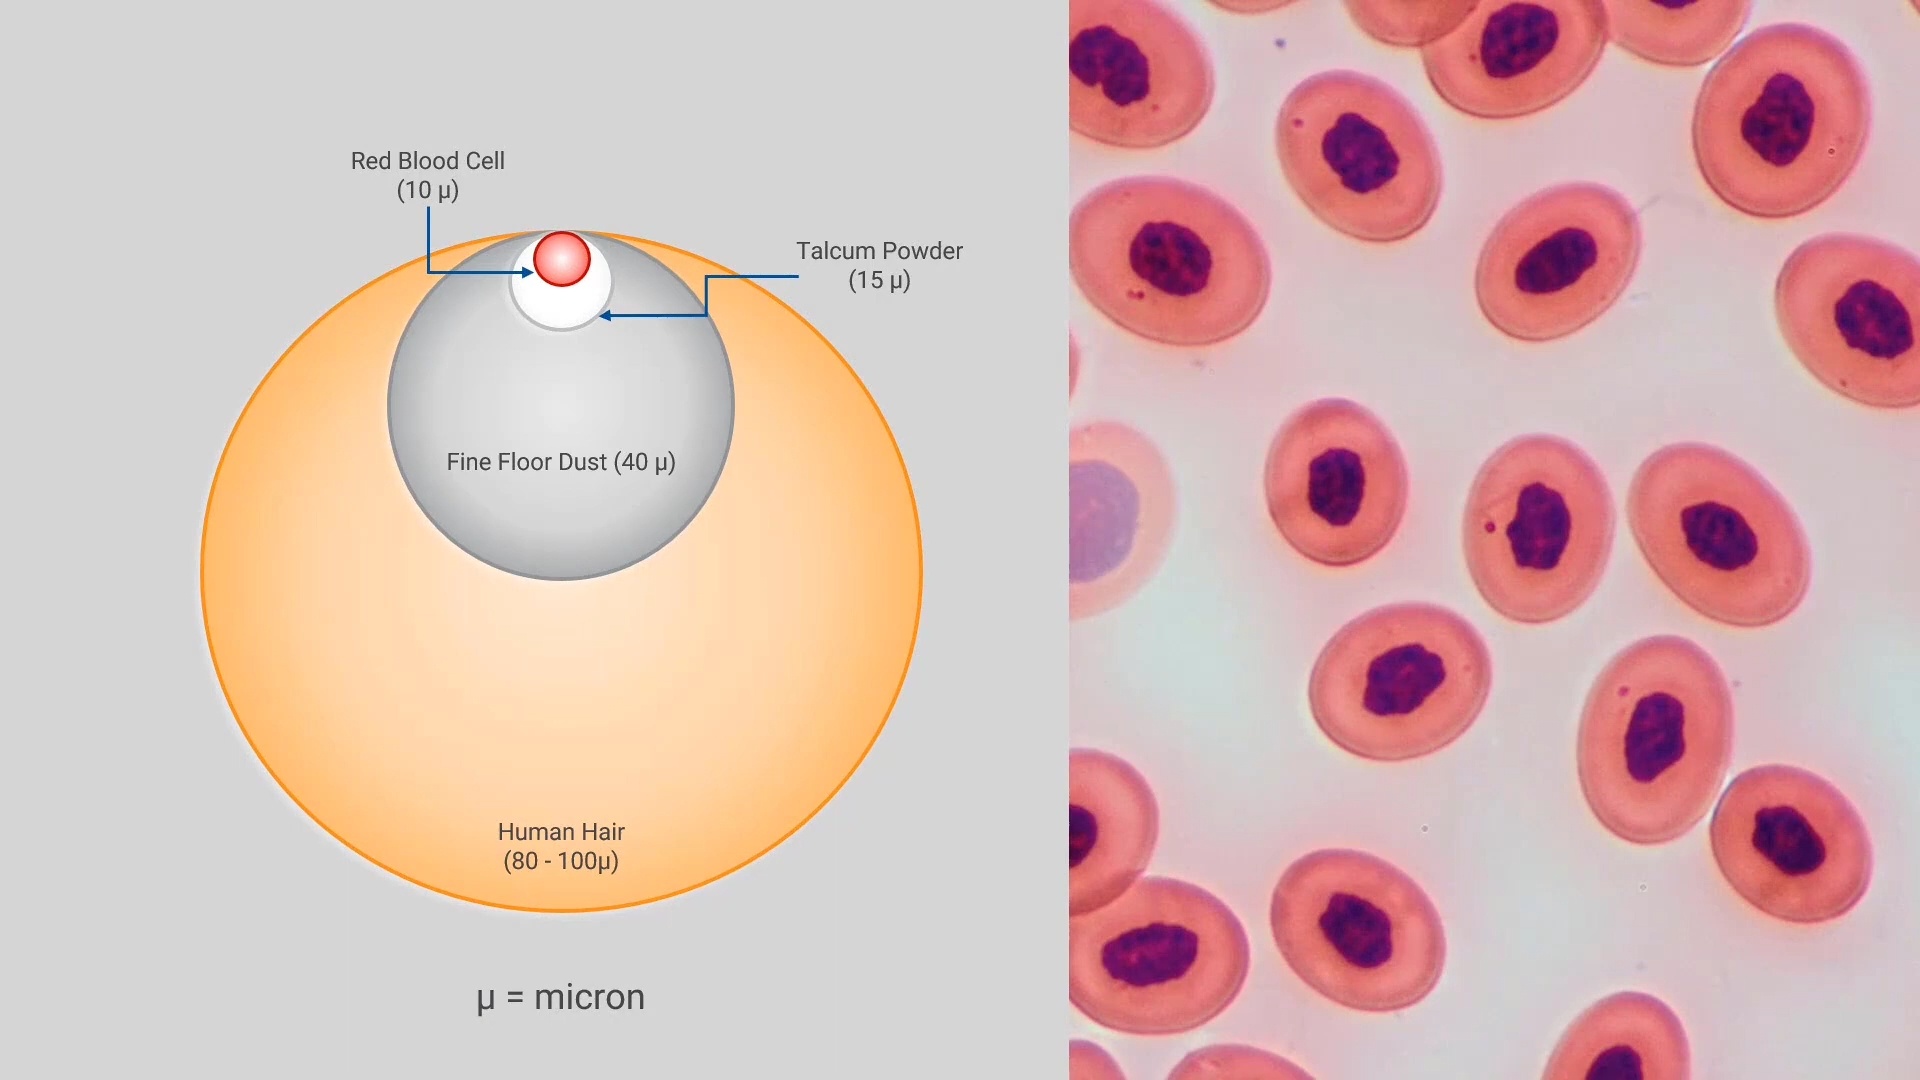 Red Blood Cell
(10 µ)
Talcum Powder
(15 µ)
Fine Floor Dust (40 µ)
Human Hair
(80 - 100µ)
µ = micron